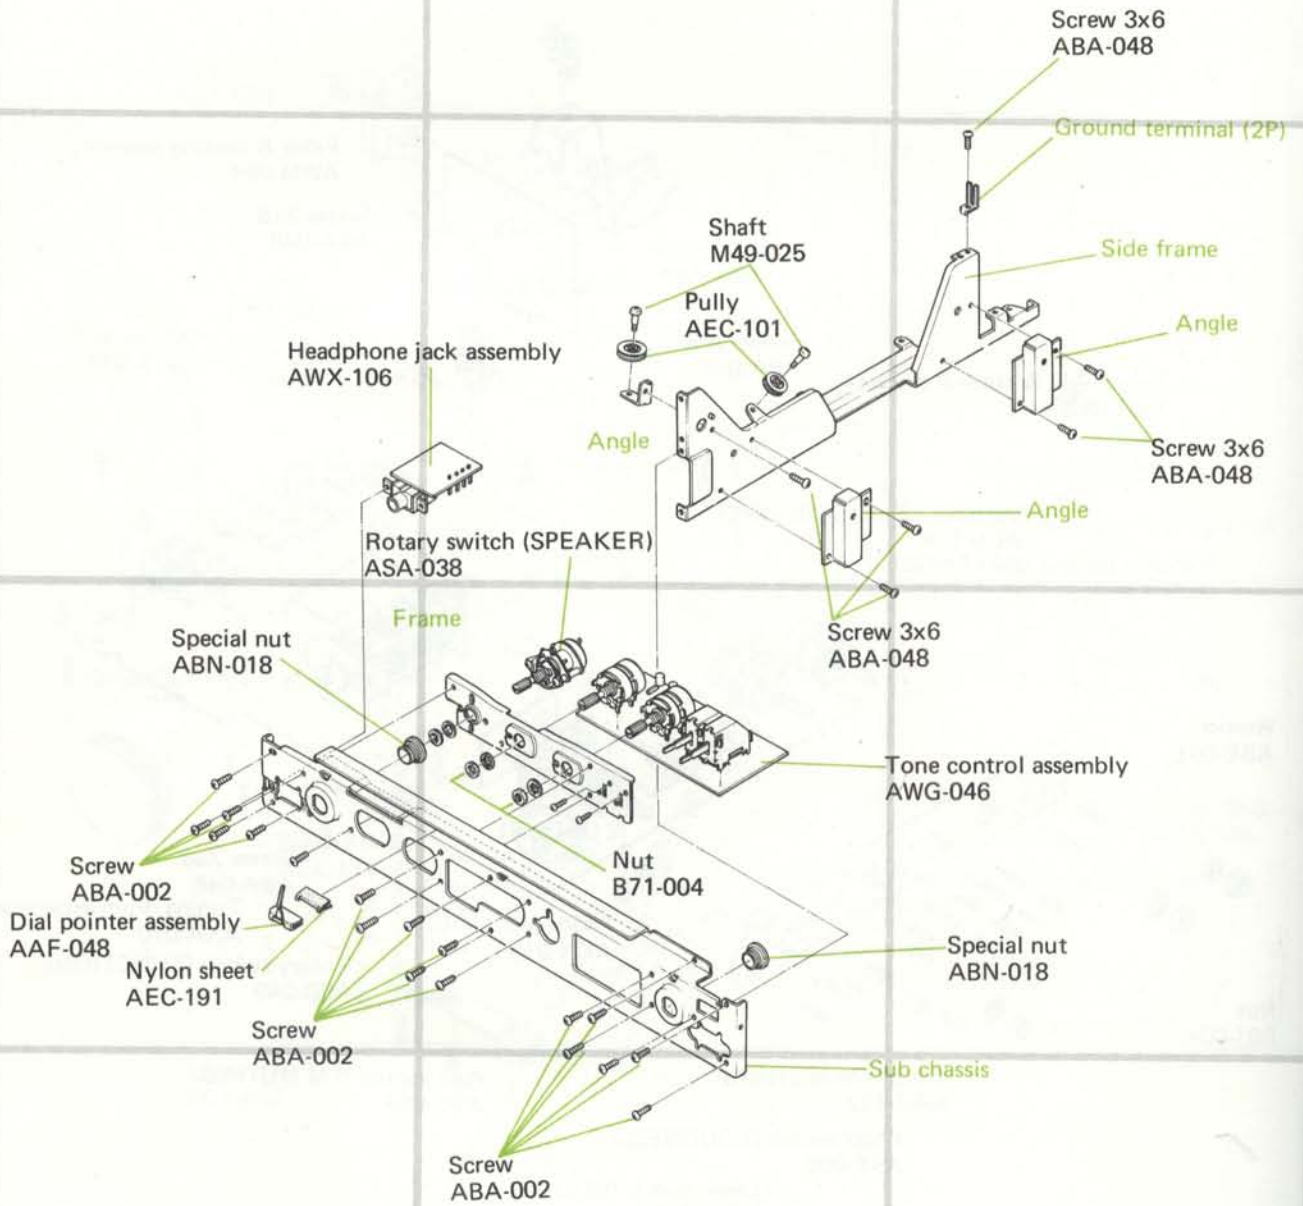 Screw 3x6
ABA-048
Ground terminal (2P)
Shaft
M49-025
Side frame
Pully
AEC-101
Angle
Headphone jack assembly
AWX-106
Angle
Screw 3x6
ABA-048
Angle
Rotary switch (SPEAKER)
ASA-038
Frame
Screw 3x6
ABA-048
Special nut
ABN-018
Tone control assembly
AWG-046
Nut
B71-004
Screw
ABA-002
Dial pointer assembly
AAF-048
Nylon sheet
AEC-191
Special nut
ABN-018
Screw
ABA-002
Sub chassis
Screw
ABA-002